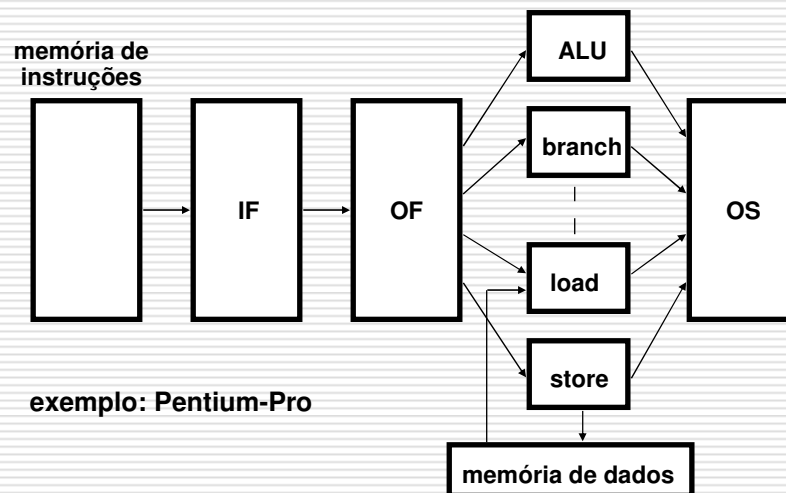 memória de
instruções
IF
OF
ALU
branch
load
store
OS
exemplo: Pentium-Pro
memória de dados